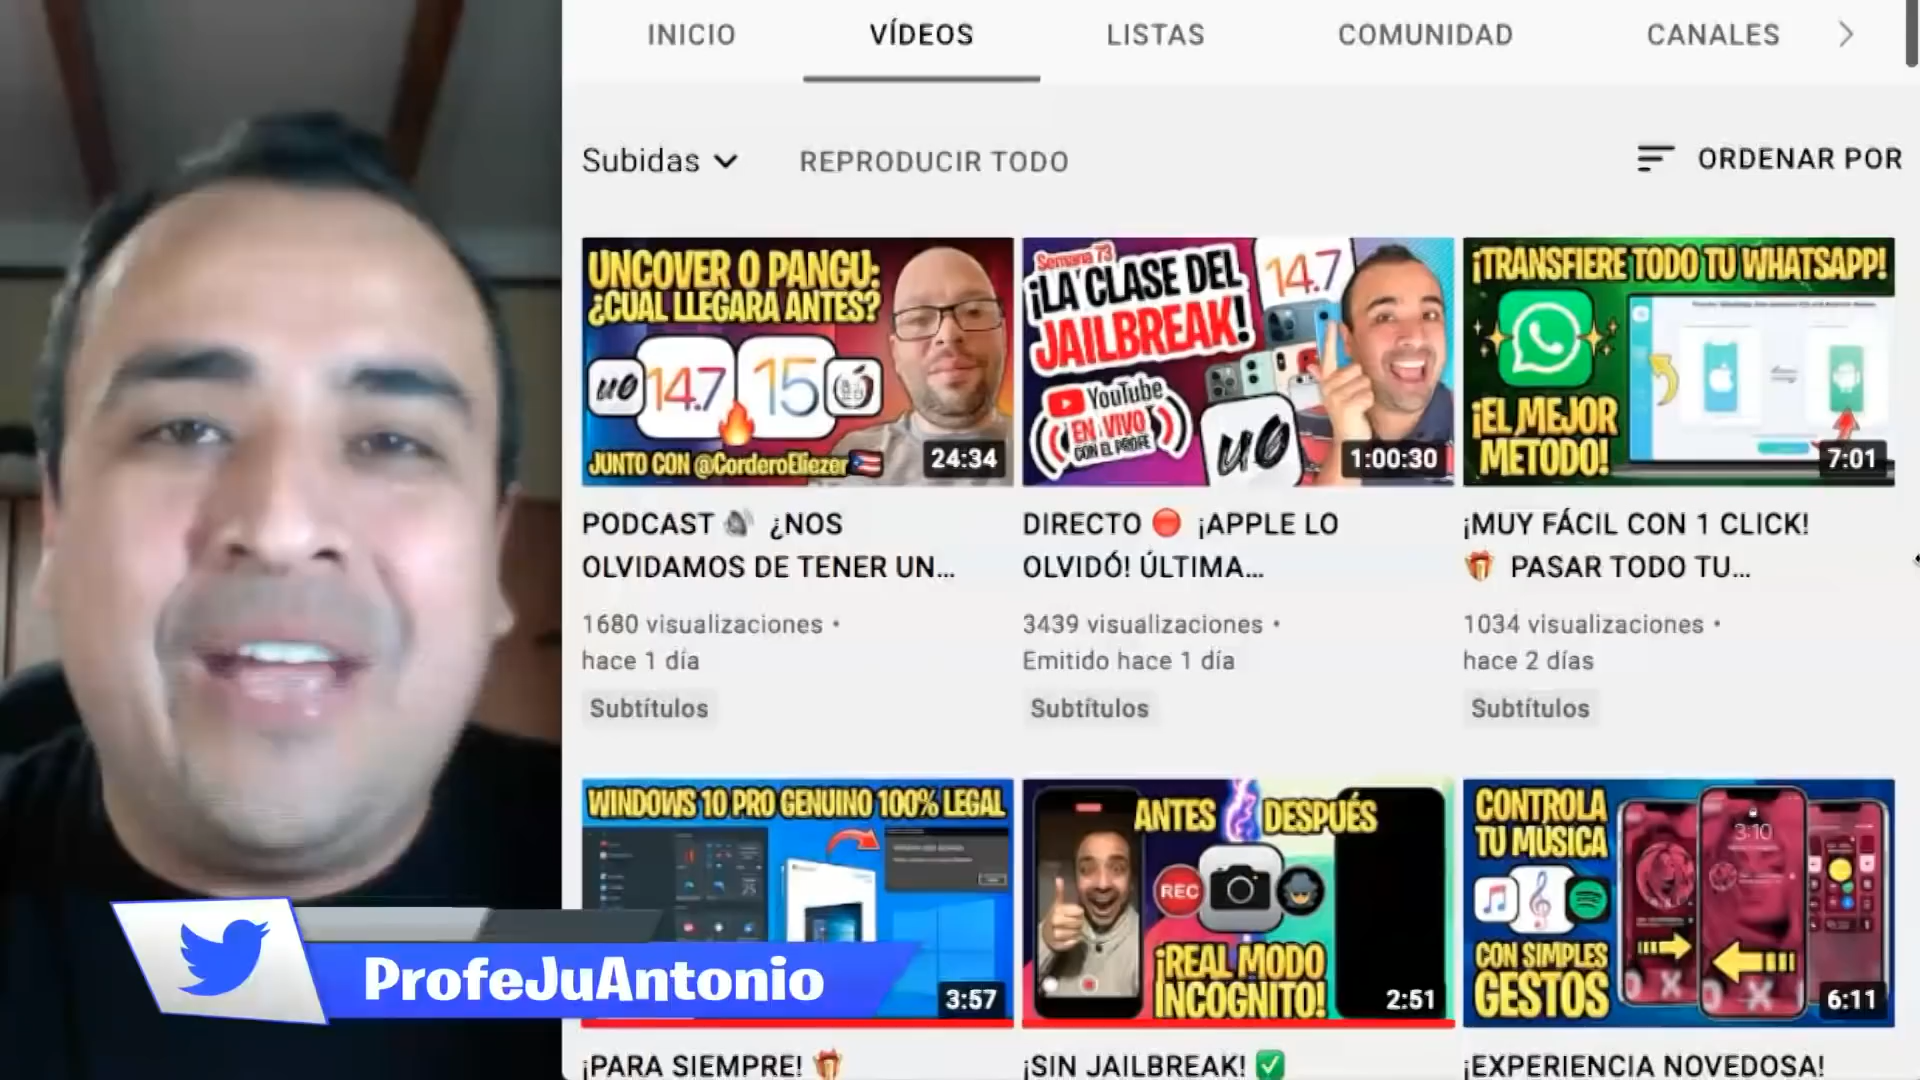 INICIO
VÍDEOS
LISTAS
COMUNIDAD
CANALES
Subidas
REPRODUCIR TODO
ORDENAR POR
UNCOVER O PANGU:
¿CUAL LLEGARA ANTES?
uo
14.7
15
JUNTO CON @CorderoEliezer
24:34
Semana 73
¡LA CLASE DEL
JAILBREAK!
14.7
YouTube
EN VIVO
CON EL PROFE
uo
1:00:30
¡TRANSFIERE TODO TU WHATSAPP!
¡EL MEJOR
METODO!
7:01
PODCAST ¿NOS
OLVIDAMOS DE TENER UN...
1680 visualizaciones •
hace 1 día
Subtítulos
DIRECTO ¡APPLE LO
OLVIDÓ! ÚLTIMA...
3439 visualizaciones •
Emitido hace 1 día
Subtítulos
¡MUY FÁCIL CON 1 CLICK!
PASAR TODO TU...
1034 visualizaciones •
hace 2 días
Subtítulos
WINDOWS 10 PRO GENUINO 100% LEGAL
3:57
ANTES
DESPUÉS
REC
¡REAL MODO
INCOGNITO!
2:51
CONTROLA
TU MÚSICA
CON SIMPLES
GESTOS
3:10
6:11
ProfeJuAntonio
¡PARA SIEMPRE!
¡SIN JAILBREAK!
¡EXPERIENCIA NOVEDOSA!